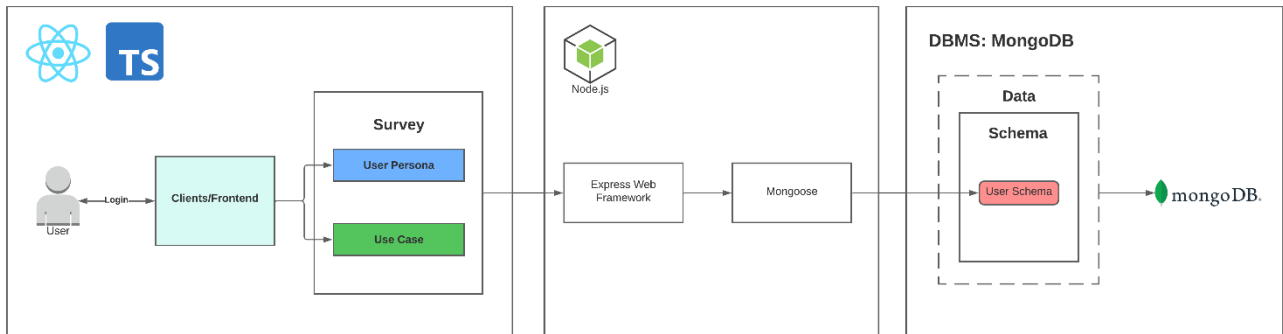 TS
User
Login
Clients/Frontend
Survey
User Persona
Use Case
Node.js
Express Web
Framework
Mongoose
DBMS: MongoDB
Data
Schema
User Schema
mongoDB.